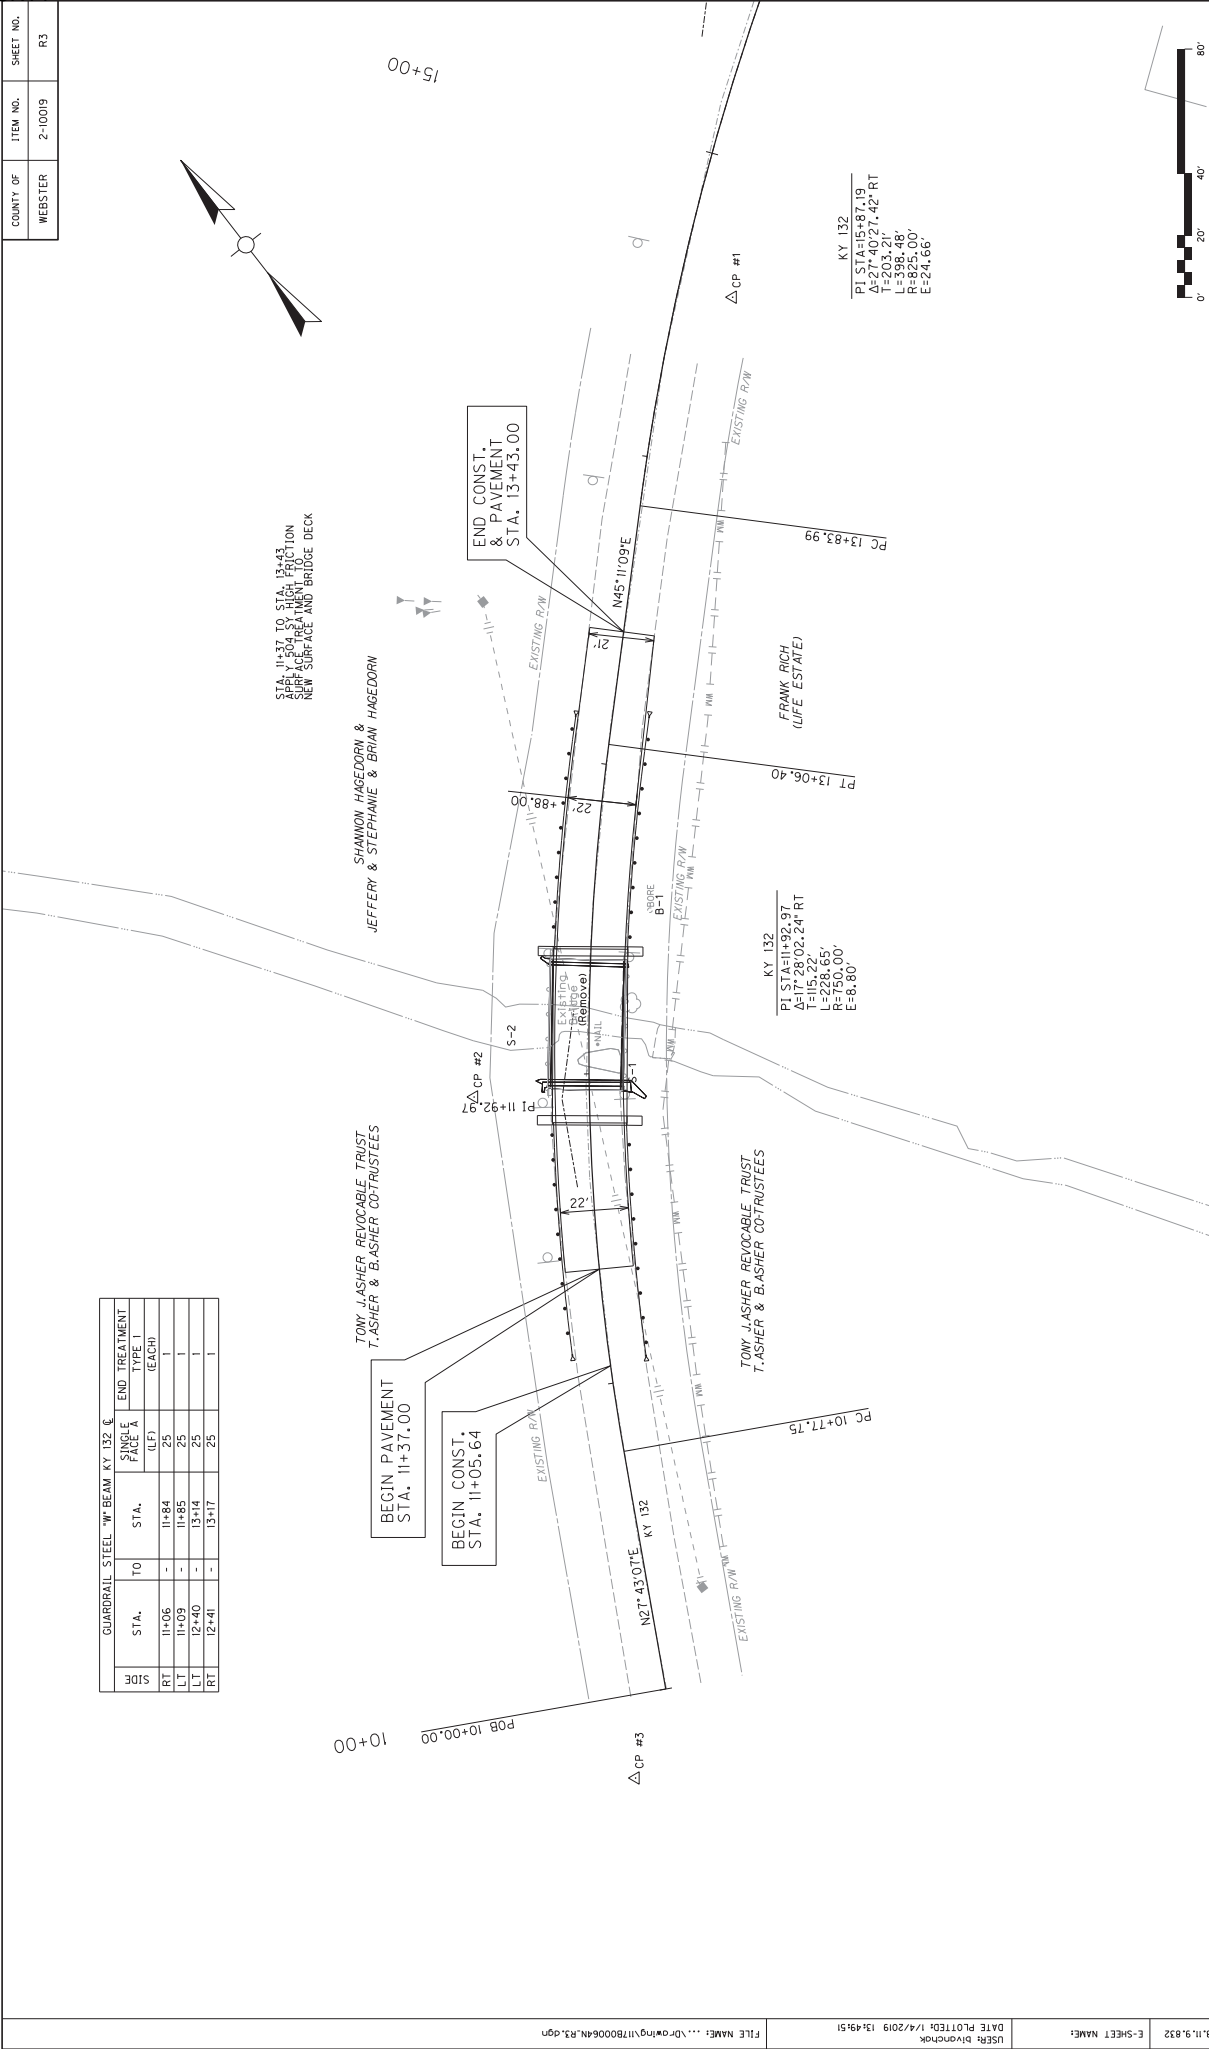 COUNTY OF ITEM NO. SHEET NO.
WEBSTER 2-10019 R3
15+00
STA. 11+37 TO STA. 13+43
APPLY 504 SY HIGH FRICTION
SURFACE TREATMENT TO
NEW SURFACE AND BRIDGE DECK
SHANNON HAGEDORN &
JEFFERY & STEPHANIE & BRIAN HAGEDORN
END CONST.
& PAVEMENT
STA. 13+43.00
CP #1
KY 132
PI STA=15+87.19
Δ=27°40'27.42" RT
T=203.21'
L=398.48'
R=825.00'
E=24.66'
0' 20' 40' 80'
EXISTING R/W
EXISTING R/W
N45°11'09"E
PC 13+83.99
21'
WM
WM
FRANK RICH
(LIFE ESTATE)
PT 13+06.40
+88.00
22'
BORE
B-1
EXISTING R/W
WM
KY 132
PI STA=11+92.97
Δ=17°28'02.24" RT
T=115.22'
L=228.65'
R=750.00'
E=8.80'
Existing
Bridge
(Remove)
NAIL
S-2
S-1
CP #2
PI 11+92.97
WM
TONY J.ASHER REVOCABLE TRUST
T.ASHER & B.ASHER CO-TRUSTEES
22'
WM
TONY J.ASHER REVOCABLE TRUST
T.ASHER & B.ASHER CO-TRUSTEES
WM
BEGIN PAVEMENT
STA. 11+37.00
BEGIN CONST.
STA. 11+05.64
EXISTING R/W
PC 10+77.75
KY 132
N27°43'07"E
WM
EXISTING R/W
10+00
POB 10+00.00
CP #3
GUARDRAIL STEEL "W" BEAM KY 132 ℄
SIDE STA. TO STA. SINGLE FACE A (LF) END TREATMENT TYPE 1 (EACH)
RT 11+06 - 11+84 25 1
LT 11+09 - 11+85 25 1
LT 12+40 - 13+14 25 1
RT 12+41 - 13+17 25 1
FILE NAME: ...\Drawing\117B00064N_R3.dgn
USER: bivanchak
DATE PLOTTED: 1/4/2019 13:49:51
E-SHEET NAME: